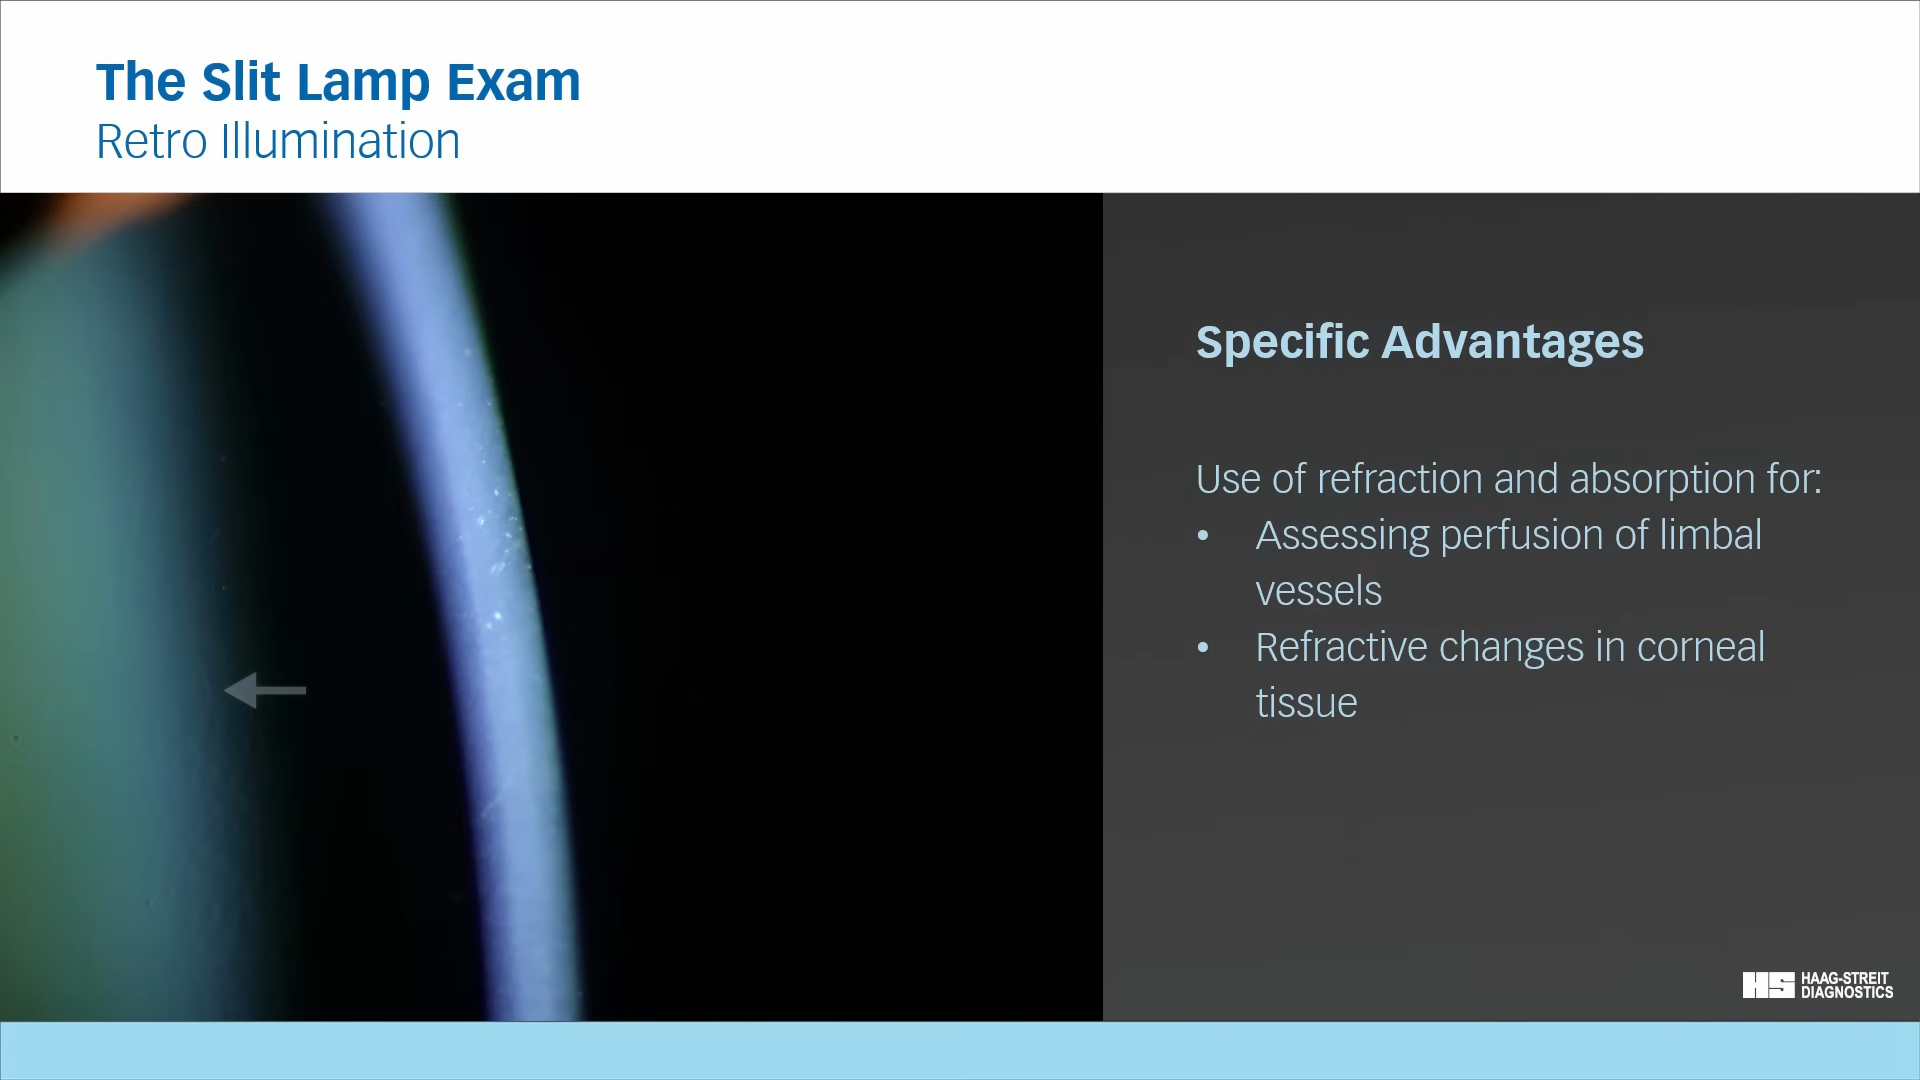 The Slit Lamp Exam
Retro Illumination
Specific Advantages
Use of refraction and absorption for:
• Assessing perfusion of limbal
vessels
• Refractive changes in corneal
tissue
HS HAAG-STREIT
DIAGNOSTICS